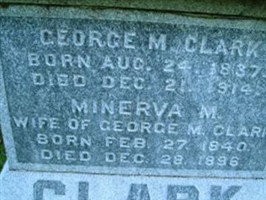 GEORGE M. CLARK
BORN AUG. 24. 1837.
DIED DEC. 21. 1914.
MINERVA M.
WIFE OF GEORGE M. CLARK
BORN FEB. 27. 1840.
DIED DEC. 28. 1896.
CLARK